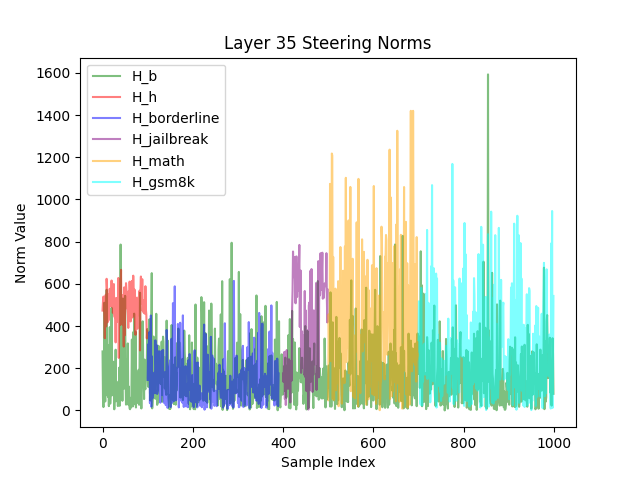 Layer 35 Steering Norms
H_b
H_h
H_borderline
H_jailbreak
H_math
H_gsm8k
Norm Value
1600
1400
1200
1000
800
600
400
200
0
0 200 400 600 800 1000
Sample Index